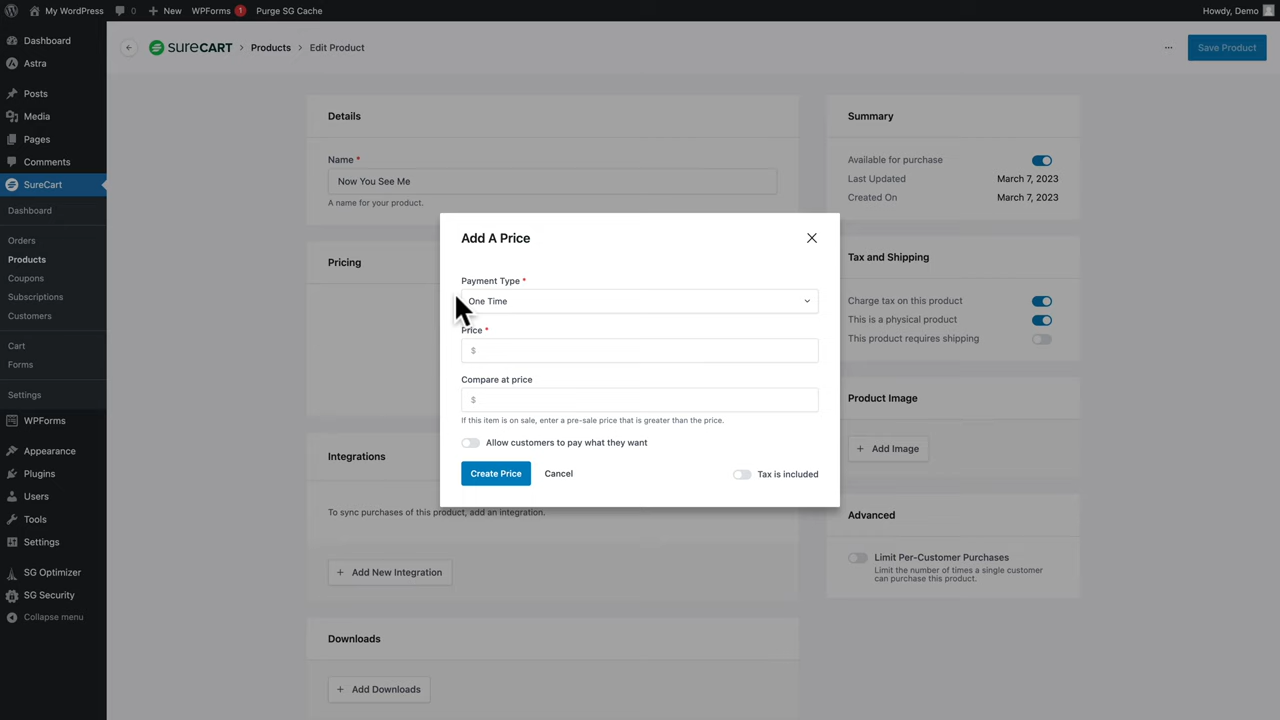 My WordPress
0
New
WPForms 1
Purge SG Cache
Howdy, Demo
Dashboard
Astra
Posts
Media
Pages
Comments
SureCart
Dashboard
Orders
Products
Coupons
Subscriptions
Customers
Cart
Forms
Settings
WPForms
Appearance
Plugins
Users
Tools
Settings
SG Optimizer
SG Security
Collapse menu
SURECART
Products
Edit Product
Save Product
Details
Name *
Now You See Me
A name for your product.
Pricing
Integrations
To sync purchases of this product, add an integration.
Add New Integration
Downloads
Add Downloads
Add A Price
Payment Type *
One Time
Price *
$
Compare at price
$
If this item is on sale, enter a pre-sale price that is greater than the price.
Allow customers to pay what they want
Create Price
Cancel
Tax is included
Summary
Available for purchase
Last Updated March 7, 2023
Created On March 7, 2023
Tax and Shipping
Charge tax on this product
This is a physical product
This product requires shipping
Product Image
Add Image
Advanced
Limit Per-Customer Purchases
Limit the number of times a single customer
can purchase this product.